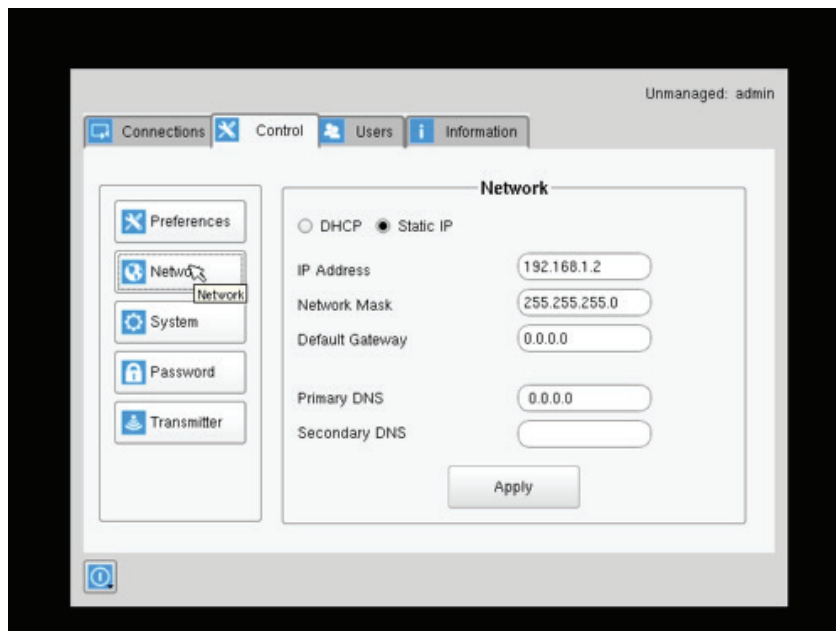 Unmanaged: admin
Connections Control Users Information
Network
Preferences
DHCP Static IP
Network
IP Address 192.168.1.2
Network
Network Mask 255.255.255.0
System
Default Gateway 0.0.0.0
Password
Primary DNS 0.0.0.0
Transmitter
Secondary DNS
Apply